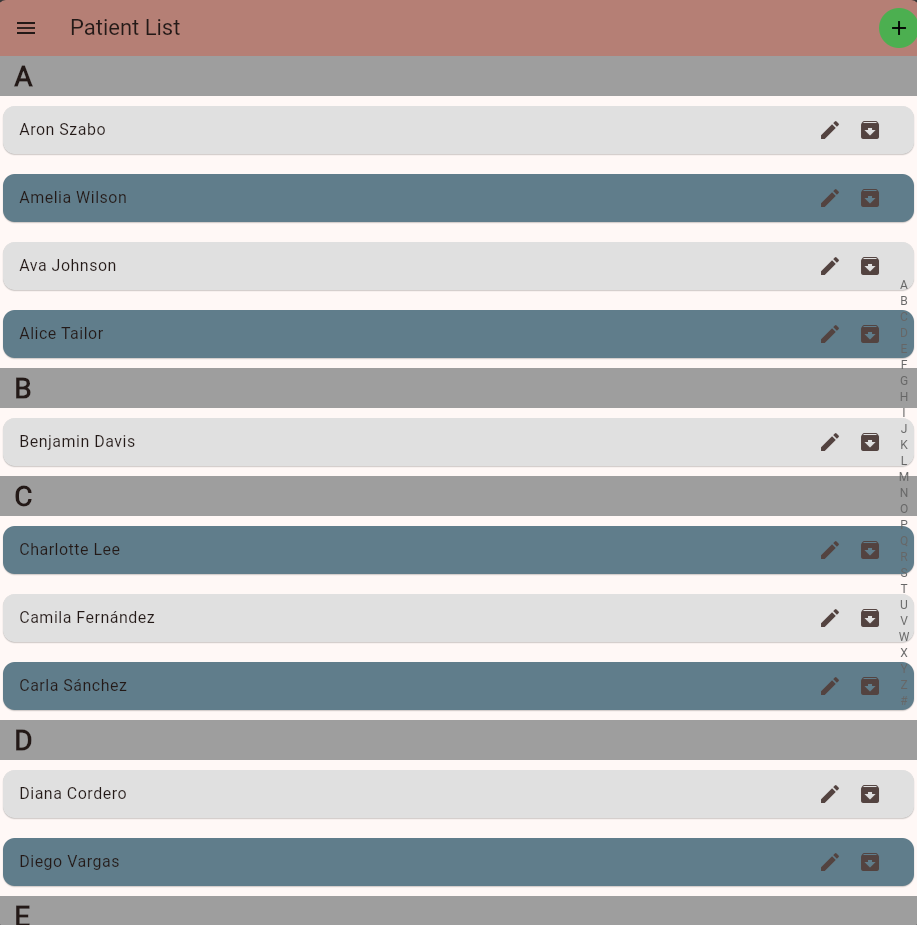 Patient List
A
Aron Szabo
Amelia Wilson
Ava Johnson
Alice Tailor
B
Benjamin Davis
C
Charlotte Lee
Camila Fernández
Carla Sánchez
D
Diana Cordero
Diego Vargas
E
A
B
C
D
E
F
G
H
I
J
K
L
M
N
O
P
Q
R
S
T
U
V
W
X
Y
Z
#